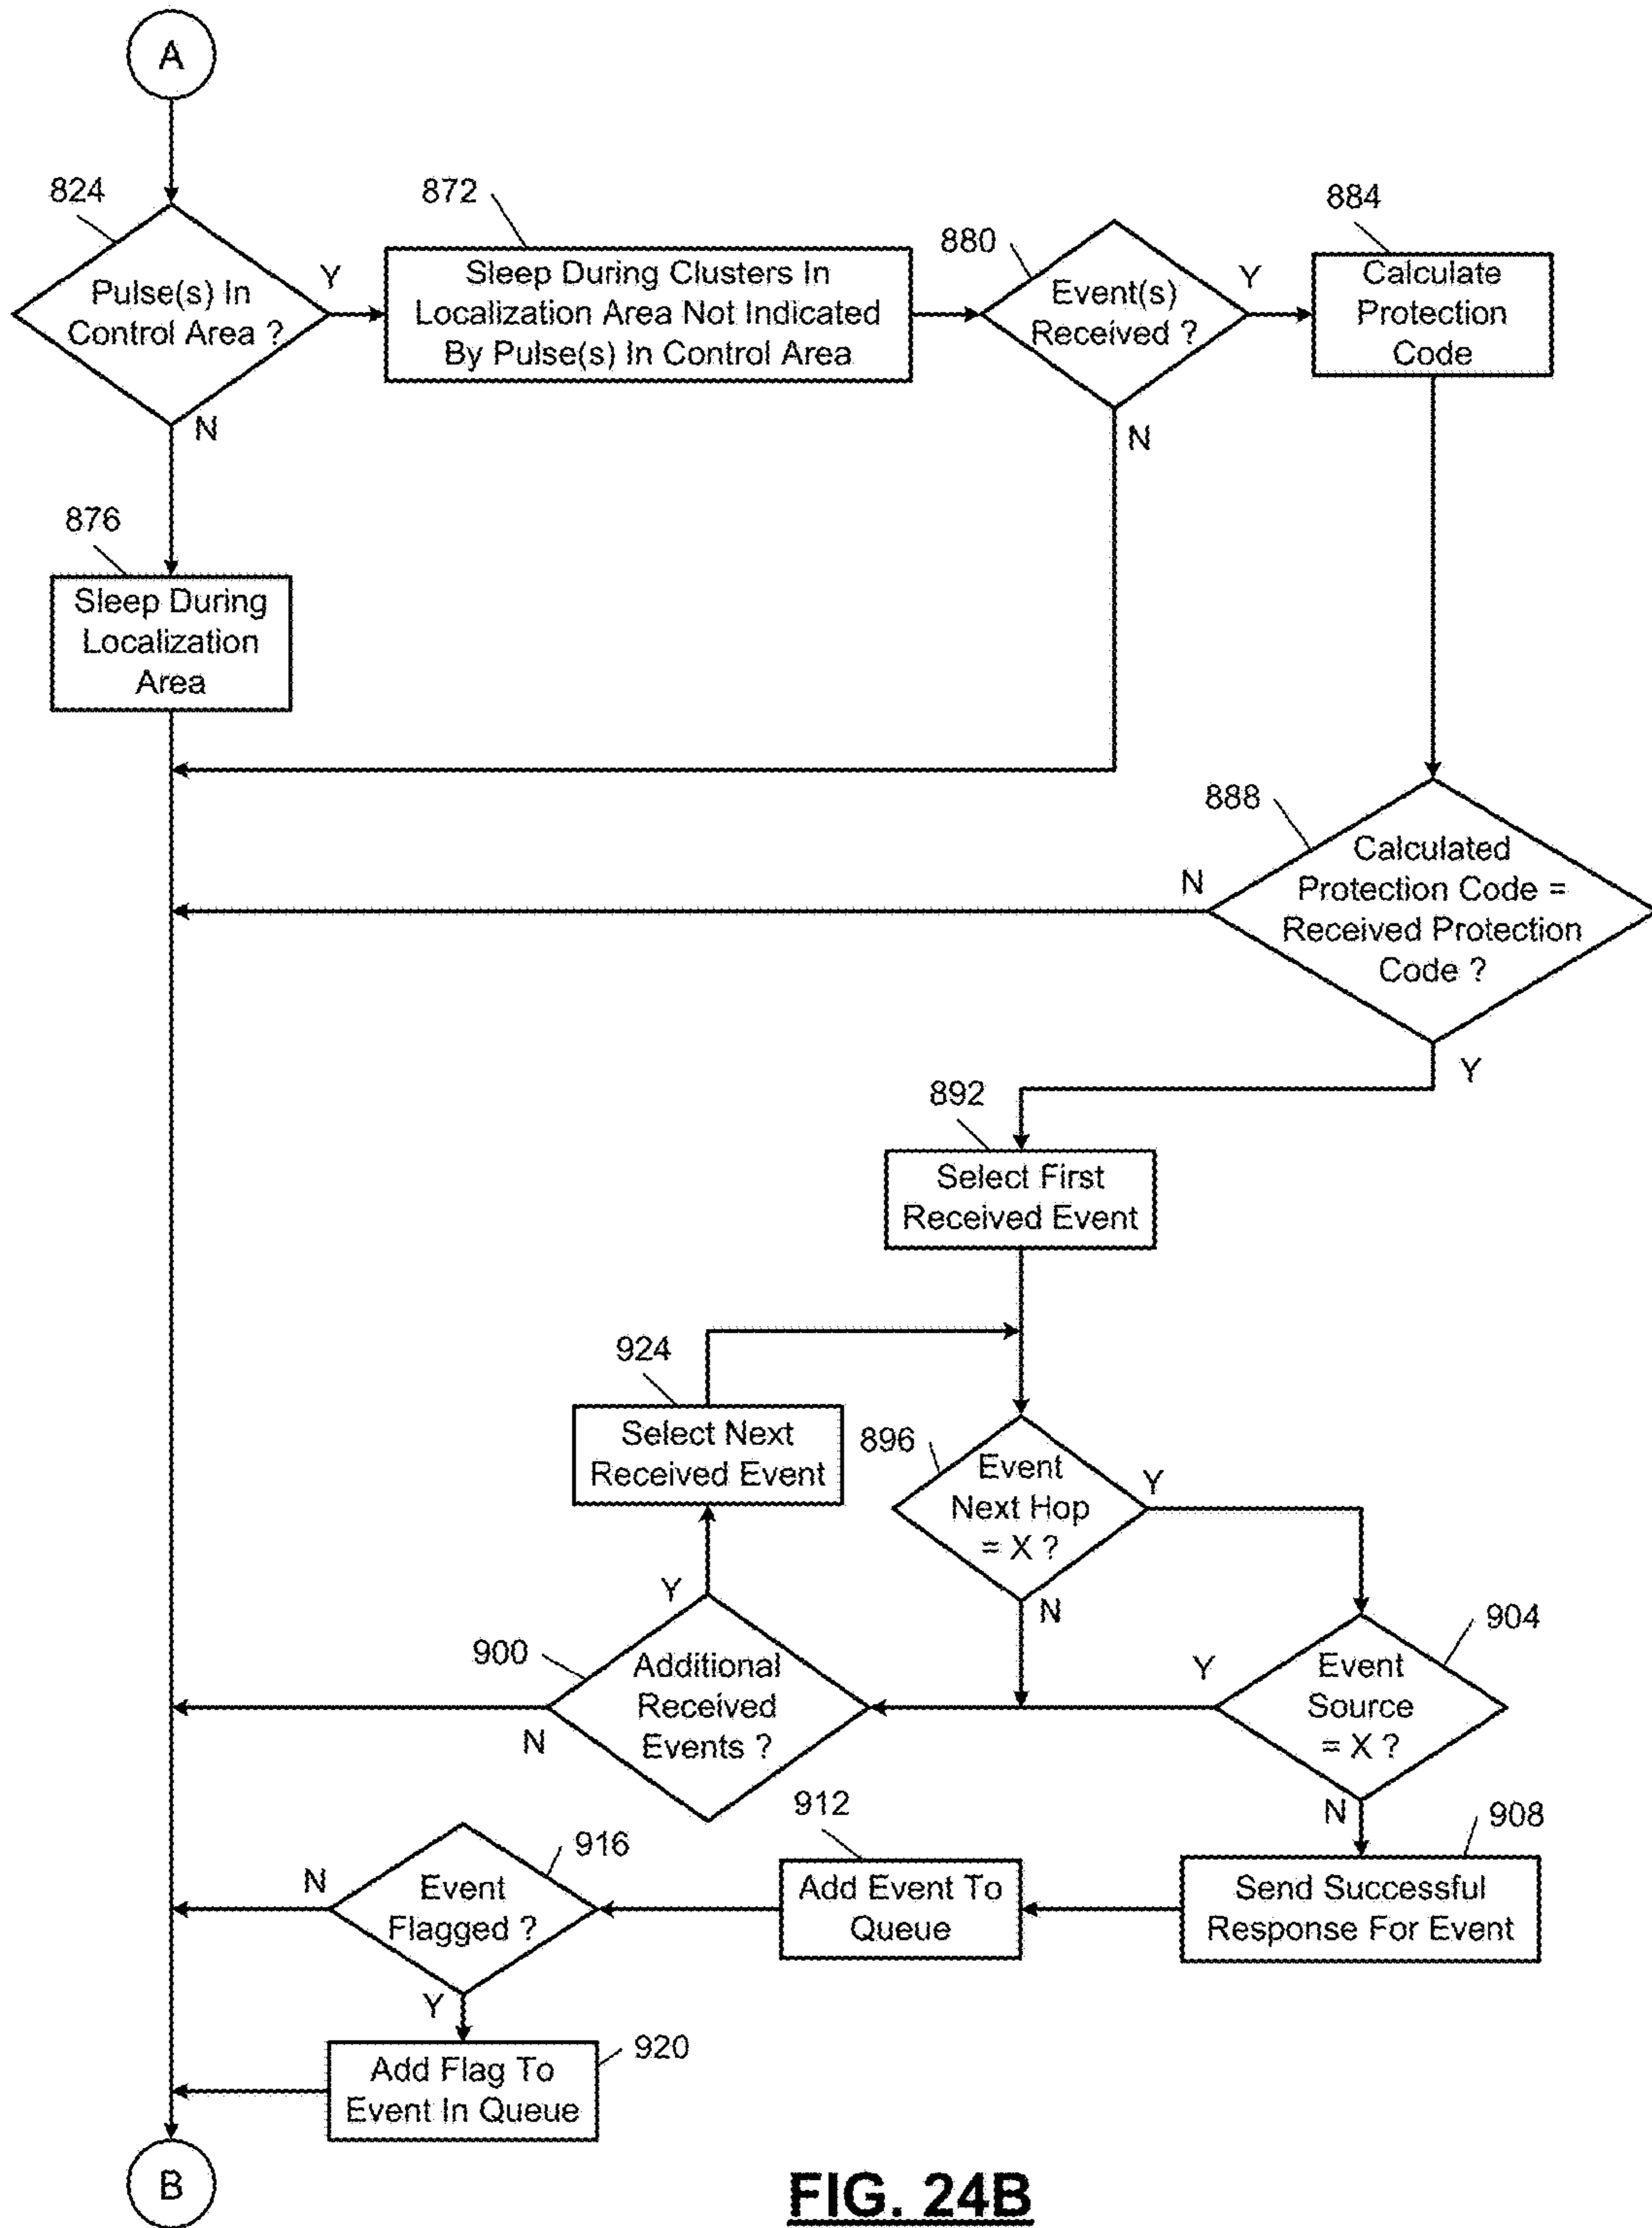 A
824
Pulse(s) In
Control Area ?
Y
N
872
Sleep During Clusters In
Localization Area Not Indicated
By Pulse(s) In Control Area
880
Event(s)
Received ?
Y
N
884
Calculate
Protection
Code
876
Sleep During
Localization
Area
888
Calculated
Protection Code =
Received Protection
Code ?
N
Y
892
Select First
Received Event
924
Select Next
Received Event
896
Event
Next Hop
= X ?
Y
N
900
Additional
Received
Events ?
Y
N
904
Event
Source
= X ?
Y
N
908
Send Successful
Response For Event
912
Add Event To
Queue
916
Event
Flagged ?
N
Y
920
Add Flag To
Event In Queue
B
FIG. 24B